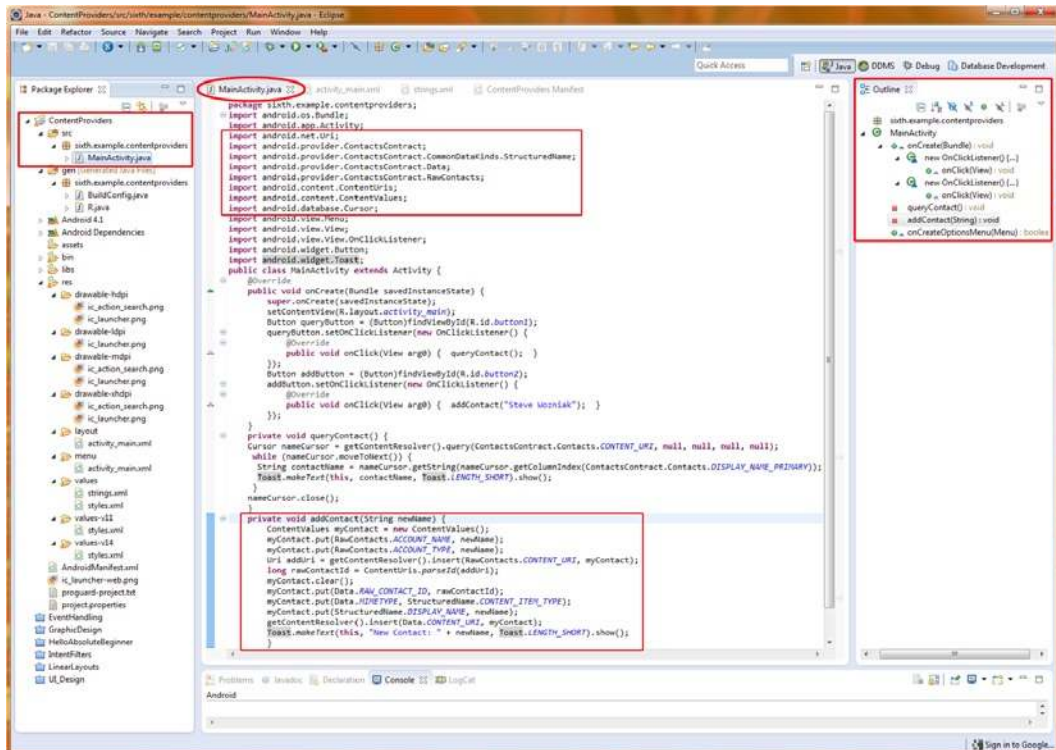 Java - ContentProviders/src/sixth/example/contentproviders/MainActivity.java - Eclipse
File Edit Refactor Source Navigate Search Project Run Window Help
Quick Access
Java DDMS Debug Database Development
Package Explorer
ContentProviders
src
sixth.example.contentproviders
MainActivity.java
gen [Generated Java Files]
sixth.example.contentproviders
BuildConfig.java
R.java
Android 4.1
Android Dependencies
assets
bin
libs
res
drawable-hdpi
ic_action_search.png
ic_launcher.png
drawable-ldpi
ic_launcher.png
drawable-mdpi
ic_action_search.png
ic_launcher.png
drawable-xhdpi
ic_action_search.png
ic_launcher.png
layout
activity_main.xml
menu
activity_main.xml
values
strings.xml
styles.xml
values-v11
styles.xml
values-v14
styles.xml
AndroidManifest.xml
ic_launcher-web.png
proguard-project.txt
project.properties
EventHandling
GraphicDesign
HelloAbsoluteBeginner
IntentFilters
LinearLayouts
UI_Design
MainActivity.java activity_main.xml strings.xml ContentProviders Manifest
package sixth.example.contentproviders;
import android.os.Bundle;
import android.app.Activity;
import android.net.Uri;
import android.provider.ContactsContract;
import android.provider.ContactsContract.CommonDataKinds.StructuredName;
import android.provider.ContactsContract.Data;
import android.provider.ContactsContract.RawContacts;
import android.content.ContentUris;
import android.content.ContentValues;
import android.database.Cursor;
import android.view.Menu;
import android.view.View;
import android.view.View.OnClickListener;
import android.widget.Button;
import android.widget.Toast;
public class MainActivity extends Activity {
@Override
public void onCreate(Bundle savedInstanceState) {
super.onCreate(savedInstanceState);
setContentView(R.layout.activity_main);
Button queryButton = (Button)findViewById(R.id.button1);
queryButton.setOnClickListener(new OnClickListener() {
@Override
public void onClick(View arg0) { queryContact(); }
});
Button addButton = (Button)findViewById(R.id.button2);
addButton.setOnClickListener(new OnClickListener() {
@Override
public void onClick(View arg0) { addContact("Steve Wozniak"); }
});
}
private void queryContact() {
Cursor nameCursor = getContentResolver().query(ContactsContract.Contacts.CONTENT_URI, null, null, null, null);
while (nameCursor.moveToNext()) {
String contactName = nameCursor.getString(nameCursor.getColumnIndex(ContactsContract.Contacts.DISPLAY_NAME_PRIMARY));
Toast.makeText(this, contactName, Toast.LENGTH_SHORT).show();
}
nameCursor.close();
}
private void addContact(String newName) {
ContentValues myContact = new ContentValues();
myContact.put(RawContacts.ACCOUNT_NAME, newName);
myContact.put(RawContacts.ACCOUNT_TYPE, newName);
Uri addUri = getContentResolver().insert(RawContacts.CONTENT_URI, myContact);
long rawContactId = ContentUris.parseId(addUri);
myContact.clear();
myContact.put(Data.RAW_CONTACT_ID, rawContactId);
myContact.put(Data.MIMETYPE, StructuredName.CONTENT_ITEM_TYPE);
myContact.put(StructuredName.DISPLAY_NAME, newName);
getContentResolver().insert(Data.CONTENT_URI, myContact);
Toast.makeText(this, "New Contact: " + newName, Toast.LENGTH_SHORT).show();
}
Outline
sixth.example.contentproviders
MainActivity
onCreate(Bundle) : void
new OnClickListener() {...}
onClick(View) : void
new OnClickListener() {...}
onClick(View) : void
queryContact() : void
addContact(String) : void
onCreateOptionsMenu(Menu) : boolea
Problems Javadoc Declaration Console LogCat
Android
Sign in to Google...